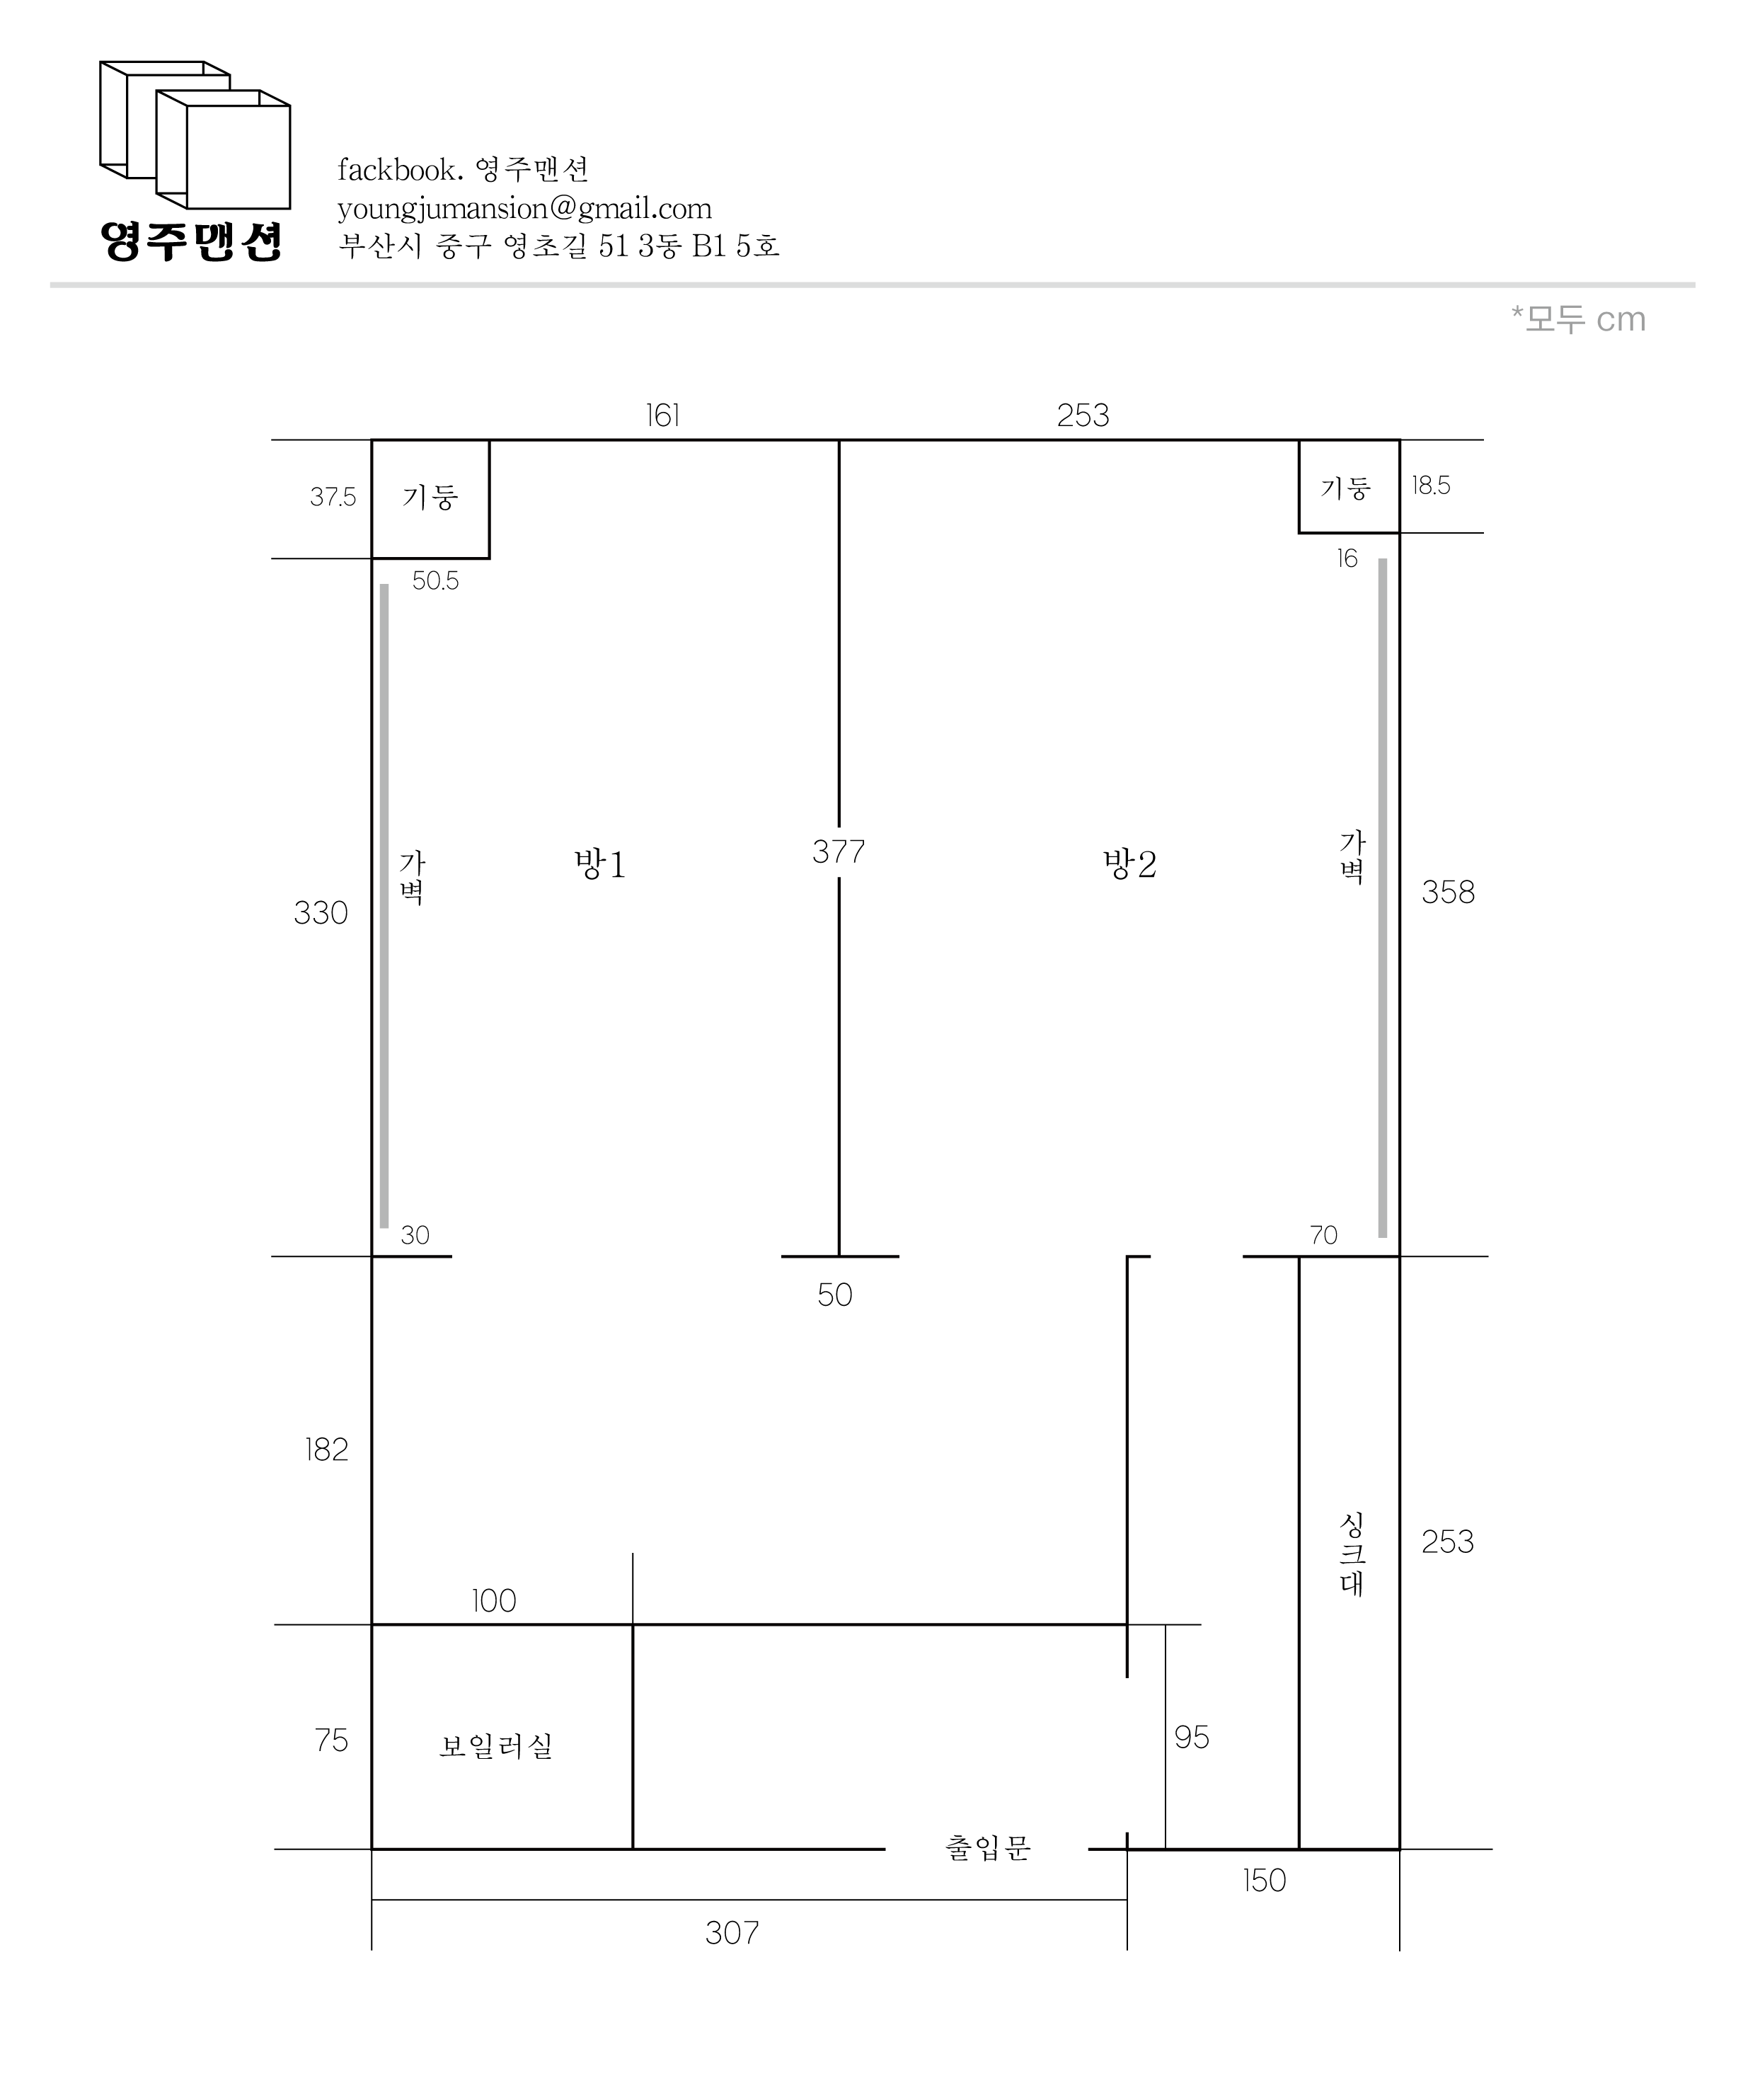 영주맨션
fackbook. 영주맨션
youngjumansion@gmail.com
부산시 중구 영초길 51 3동 B1 5호
*모두 cm
161
253
37.5
기둥
기둥
18.5
50.5
16
가벽
방1
377
방2
가벽
330
358
30
70
50
182
싱크대
253
100
75
보일러실
95
출입문
150
307